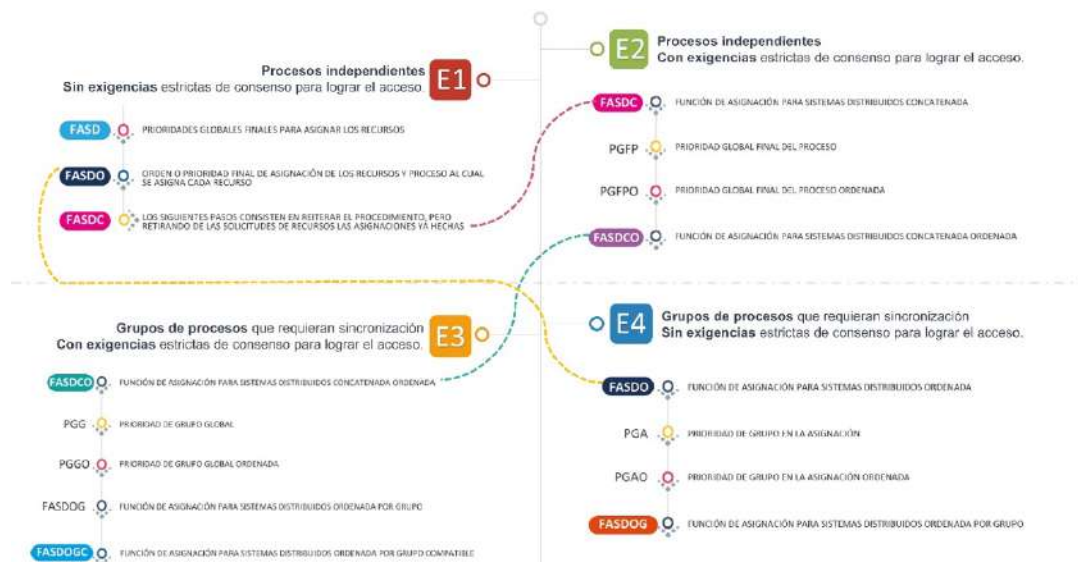 E1
Procesos independientes
Sin exigencias estrictas de consenso para lograr el acceso.
FASD PRIORIDADES GLOBALES FINALES PARA ASIGNAR LOS RECURSOS
FASDO ORDEN O PRIORIDAD FINAL DE ASIGNACIÓN DE LOS RECURSOS Y PROCESO AL CUAL
SE ASIGNA CADA RECURSO
FASDC LOS SIGUIENTES PASOS CONSISTEN EN REITERAR EL PROCEDIMIENTO, PERO
RETIRANDO DE LAS SOLICITUDES DE RECURSOS LAS ASIGNACIONES YA HECHAS
E2
Procesos independientes
Con exigencias estrictas de consenso para lograr el acceso.
FASDC FUNCIÓN DE ASIGNACIÓN PARA SISTEMAS DISTRIBUIDOS CONCATENADA
PGFP PRIORIDAD GLOBAL FINAL DEL PROCESO
PGFPO PRIORIDAD GLOBAL FINAL DEL PROCESO ORDENADA
FASDCO FUNCIÓN DE ASIGNACIÓN PARA SISTEMAS DISTRIBUIDOS CONCATENADA ORDENADA
E3
Grupos de procesos que requieran sincronización
Con exigencias estrictas de consenso para lograr el acceso.
FASDCO FUNCIÓN DE ASIGNACIÓN PARA SISTEMAS DISTRIBUIDOS CONCATENADA ORDENADA
PGG PRIORIDAD DE GRUPO GLOBAL
PGGO PRIORIDAD DE GRUPO GLOBAL ORDENADA
FASDOG FUNCIÓN DE ASIGNACIÓN PARA SISTEMAS DISTRIBUIDOS ORDENADA POR GRUPO
FASDOGC FUNCIÓN DE ASIGNACIÓN PARA SISTEMAS DISTRIBUIDOS ORDENADA POR GRUPO COMPATIBLE
E4
Grupos de procesos que requieran sincronización
Sin exigencias estrictas de consenso para lograr el acceso.
FASDO FUNCIÓN DE ASIGNACIÓN PARA SISTEMAS DISTRIBUIDOS ORDENADA
PGA PRIORIDAD DE GRUPO EN LA ASIGNACIÓN
PGAO PRIORIDAD DE GRUPO EN LA ASIGNACIÓN ORDENADA
FASDOG FUNCIÓN DE ASIGNACIÓN PARA SISTEMAS DISTRIBUIDOS ORDENADA POR GRUPO